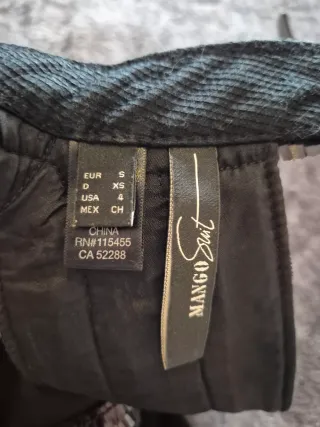 EUR S
D XS
USA 4
MEX CH
CHINA
RN#115455
CA 52288
MANGO Suit